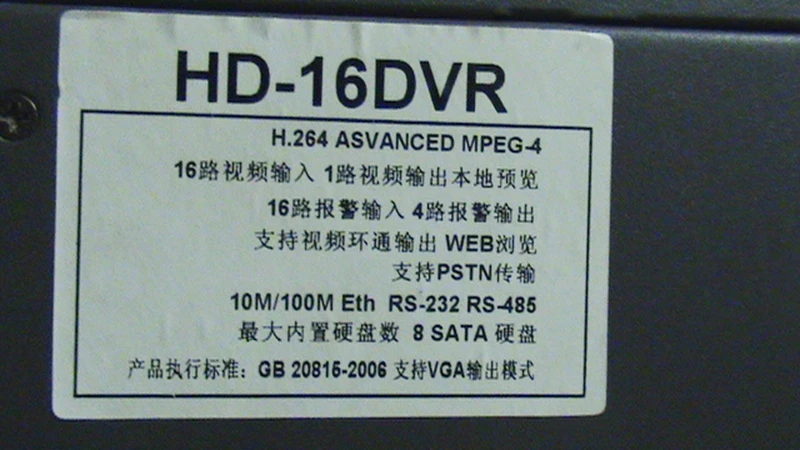 HD-16DVR
H.264 ASVANCED MPEG-4
16路视频输入 1路视频输出本地预览
16路报警输入 4路报警输出
支持视频环通输出 WEB浏览
支持PSTN传输
10M/100M Eth RS-232 RS-485
最大内置硬盘数 8 SATA 硬盘
产品执行标准：GB 20815-2006 支持VGA输出模式